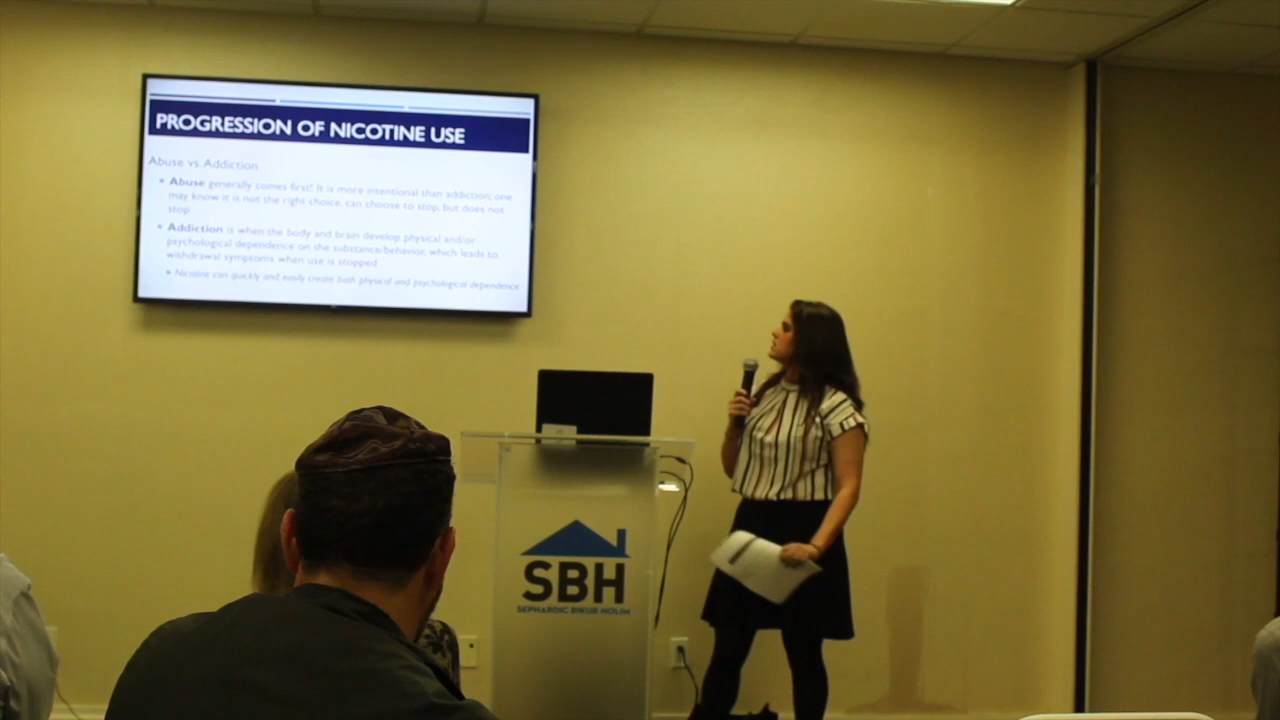 PROGRESSION OF NICOTINE USE
Abuse vs. Addiction
• Abuse generally comes first! It is more intentional than addiction; one
may know it is not the right choice, can choose to stop, but does not
stop
• Addiction is when the body and brain develop physical and/or
psychological dependence on the substance/behavior, which leads to
withdrawal symptoms when use is stopped
• Nicotine can quickly and easily create both physical and psychological dependence
SBH
SEPHARDIC BIKUR HOLIM